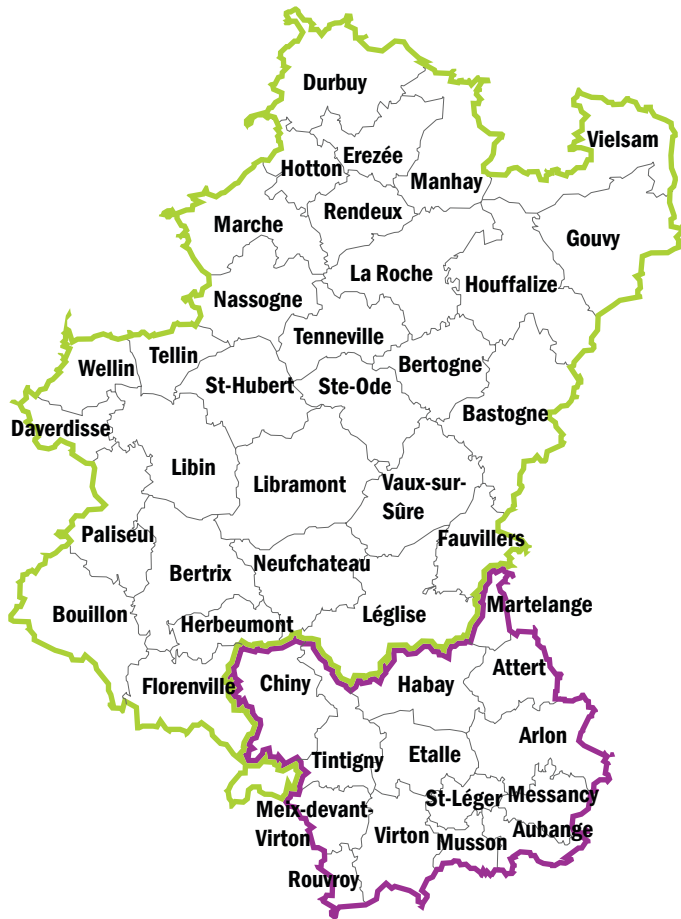 Durbuy
Vielsam
Erezée
Hotton
Manhay
Rendeux
Marche
Gouvy
La Roche
Houffalize
Nassogne
Tenneville
Tellin
Wellin
Bertogne
St-Hubert
Ste-Ode
Bastogne
Daverdisse
Libin
Libramont
Vaux-sur-
Sûre
Paliseul
Fauvillers
Neufchateau
Bertrix
Bouillon
Martelange
Herbeumont
Léglise
Attert
Florenville
Chiny
Habay
Arlon
Etalle
Tintigny
St-Léger
Messancy
Meix-devant-
Virton
Virton
Aubange
Musson
Rouvroy